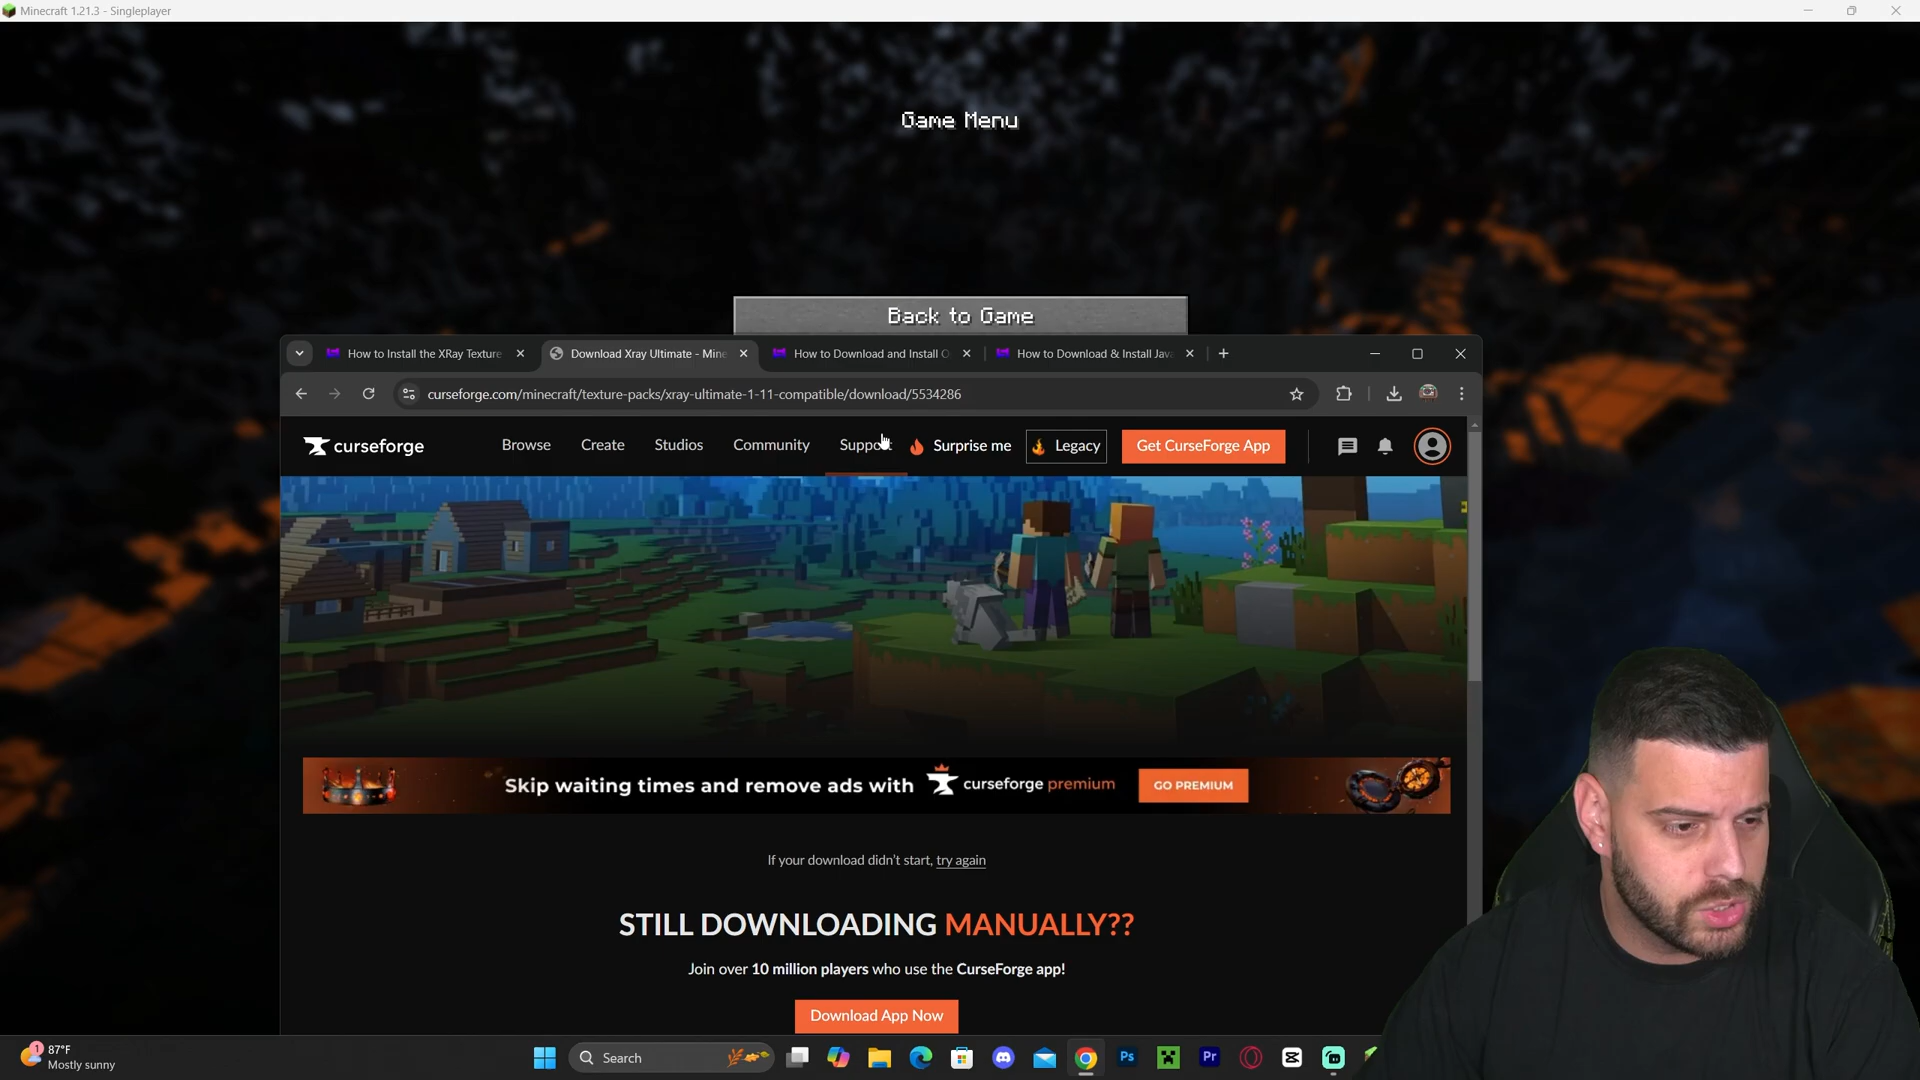 Minecraft 1.21.3 - Singleplayer
Game Menu
Back to Game
How to Install the XRay Texture
Download Xray Ultimate - Mine
How to Download and Install O
How to Download & Install Java
curseforge.com/minecraft/texture-packs/xray-ultimate-1-11-compatible/download/5534286
curseforge
Browse
Create
Studios
Community
Support
Surprise me
Legacy
Get CurseForge App
Skip waiting times and remove ads with curseforge premium
GO PREMIUM
If your download didn't start, try again
STILL DOWNLOADING MANUALLY??
Join over 10 million players who use the CurseForge app!
Download App Now
1
87°F
Mostly sunny
Search
Ps
Pr